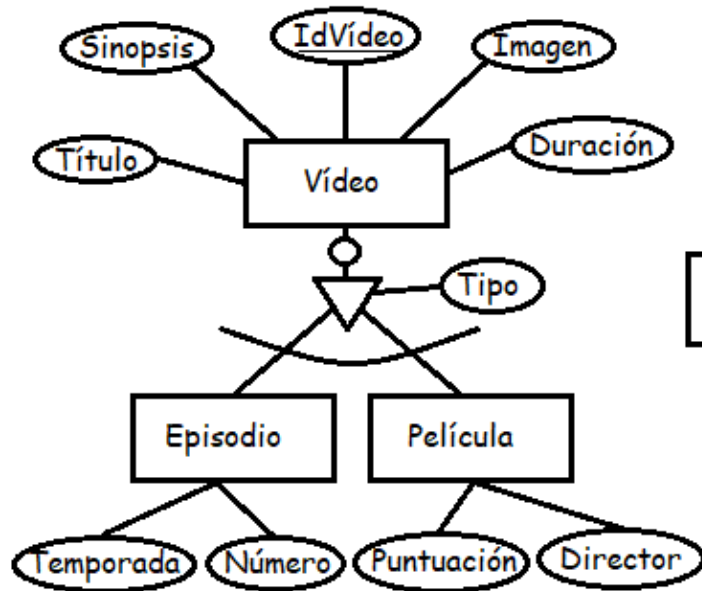 Sinopsis
IdVídeo
Imagen
Título
Vídeo
Duración
Tipo
Episodio
Película
Temporada
Número
Puntuación
Director